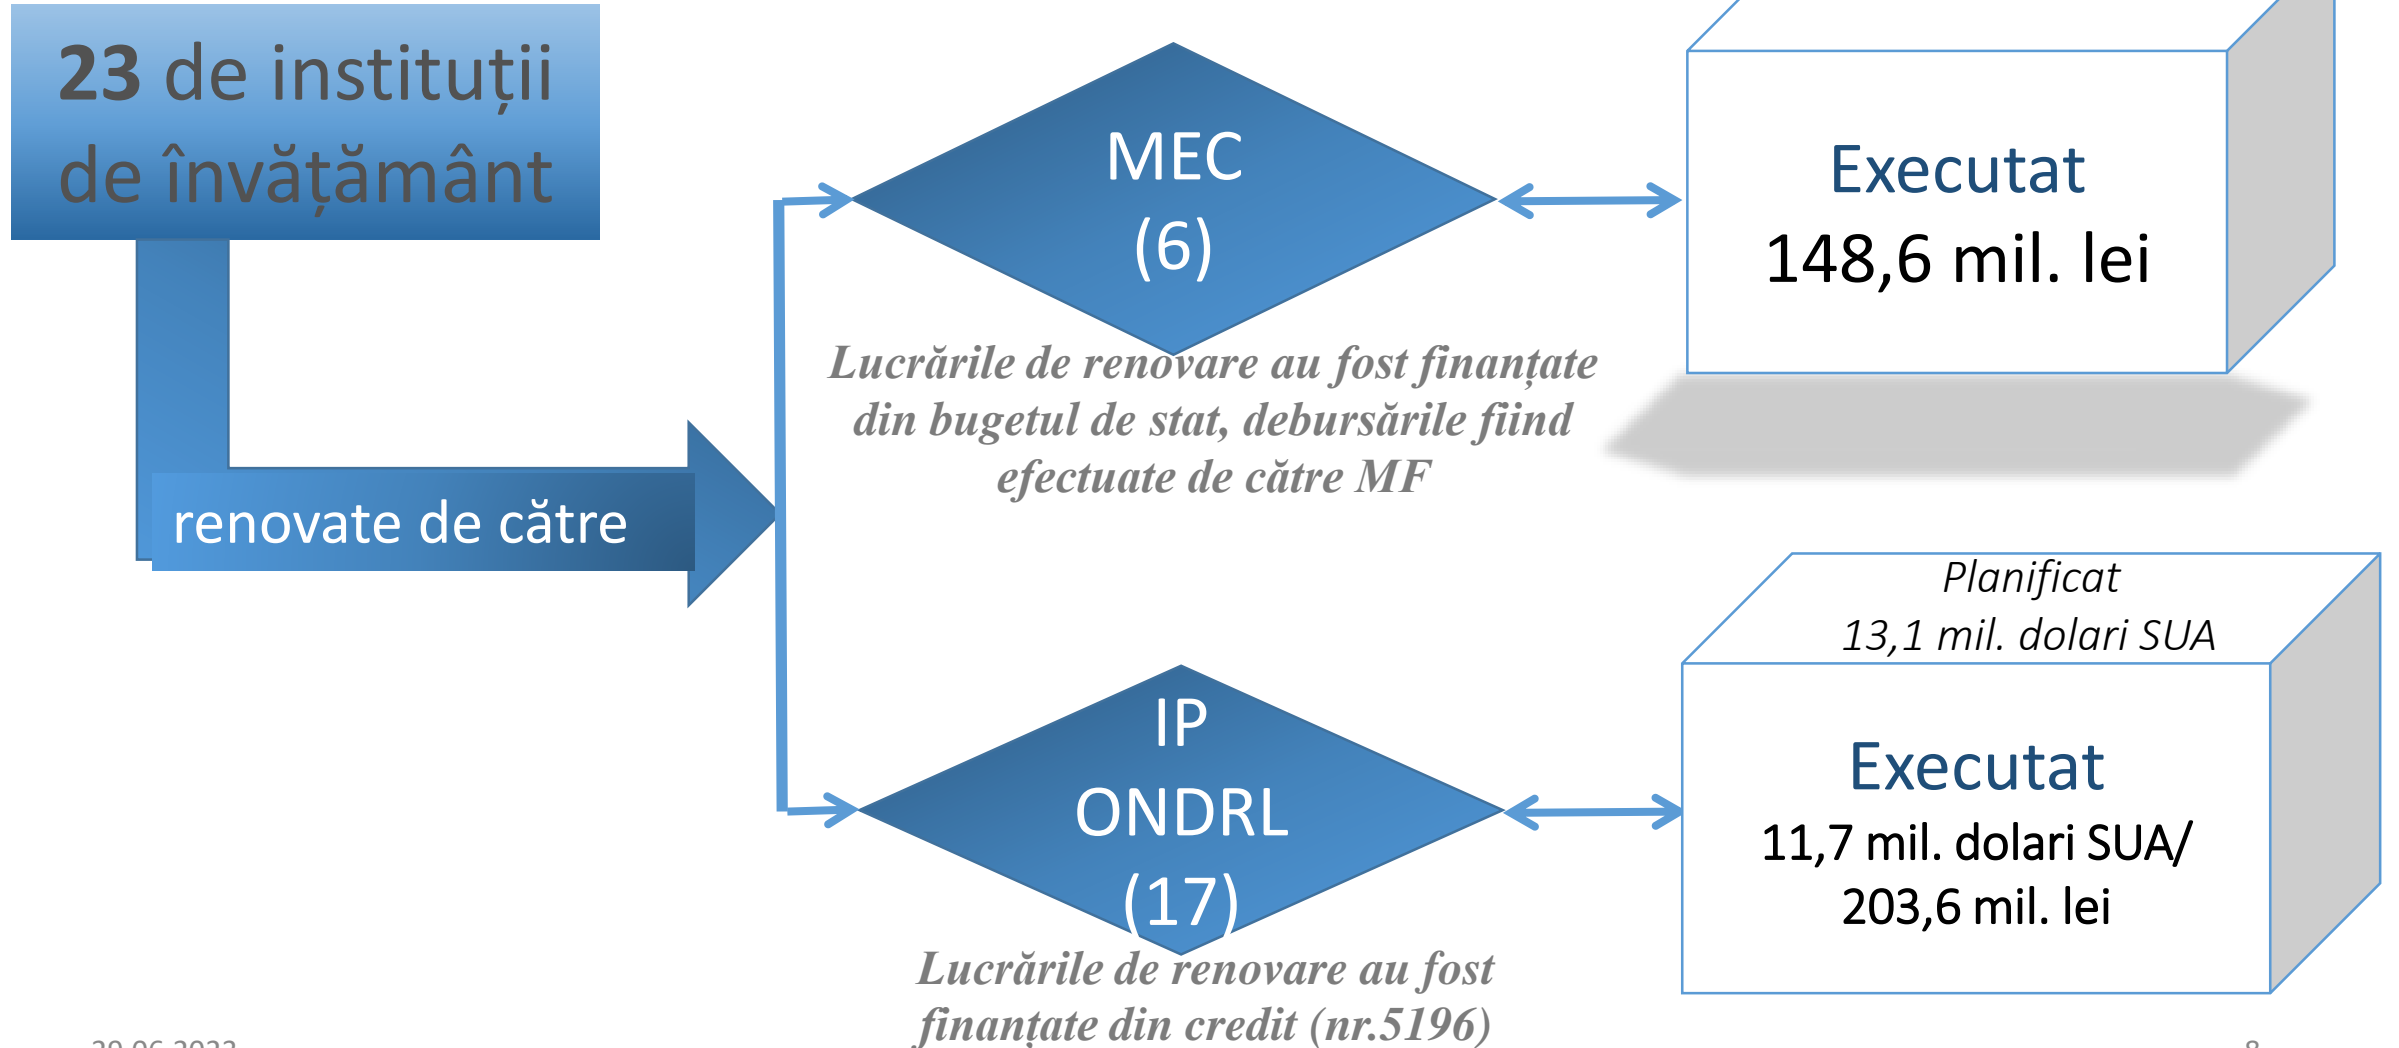 23 de instituții
de învățământ
renovate de către
MEC
(6)
Lucrările de renovare au fost finanțate
din bugetul de stat, debursările fiind
efectuate de către MF
Executat
148,6 mil. lei
IP
ONDRL
(17)
Lucrările de renovare au fost
finanțate din credit (nr.5196)
Planificat
13,1 mil. dolari SUA
Executat
11,7 mil. dolari SUA/
203,6 mil. lei